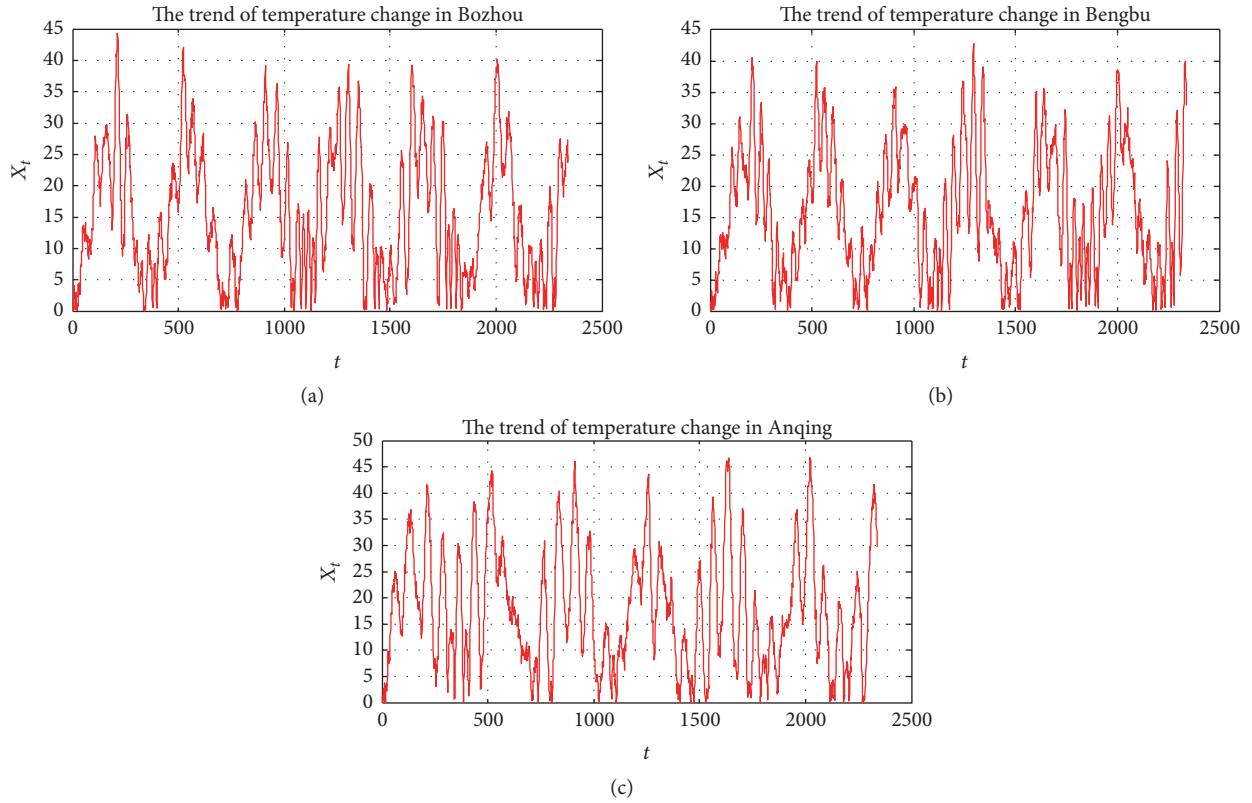 The trend of temperature change in Bozhou
45
40
35
30
25
20
15
10
5
0
X_t
0 500 1000 1500 2000 2500
t
(a)
The trend of temperature change in Bengbu
45
40
35
30
25
20
15
10
5
0
X_t
0 500 1000 1500 2000 2500
t
(b)
The trend of temperature change in Anqing
50
45
40
35
30
25
20
15
10
5
0
X_t
0 500 1000 1500 2000 2500
t
(c)